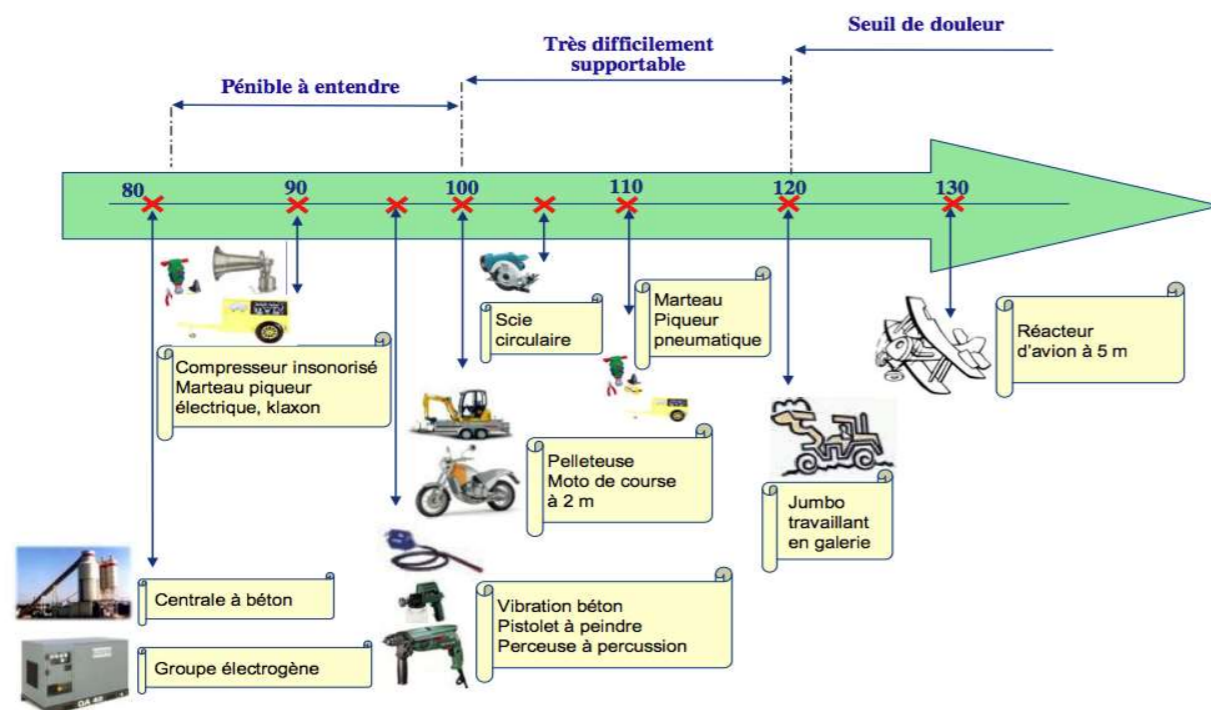 Seuil de douleur
Très difficilement
supportable
Pénible à entendre
80
90
100
110
120
130
Compresseur insonorisé
Marteau piqueur
électrique, klaxon
Scie
circulaire
Marteau
Piqueur
pneumatique
Réacteur
d'avion à 5 m
Pelleteuse
Moto de course
à 2 m
Jumbo
travaillant
en galerie
Centrale à béton
Vibration béton
Pistolet à peindre
Perceuse à percussion
Groupe électrogène